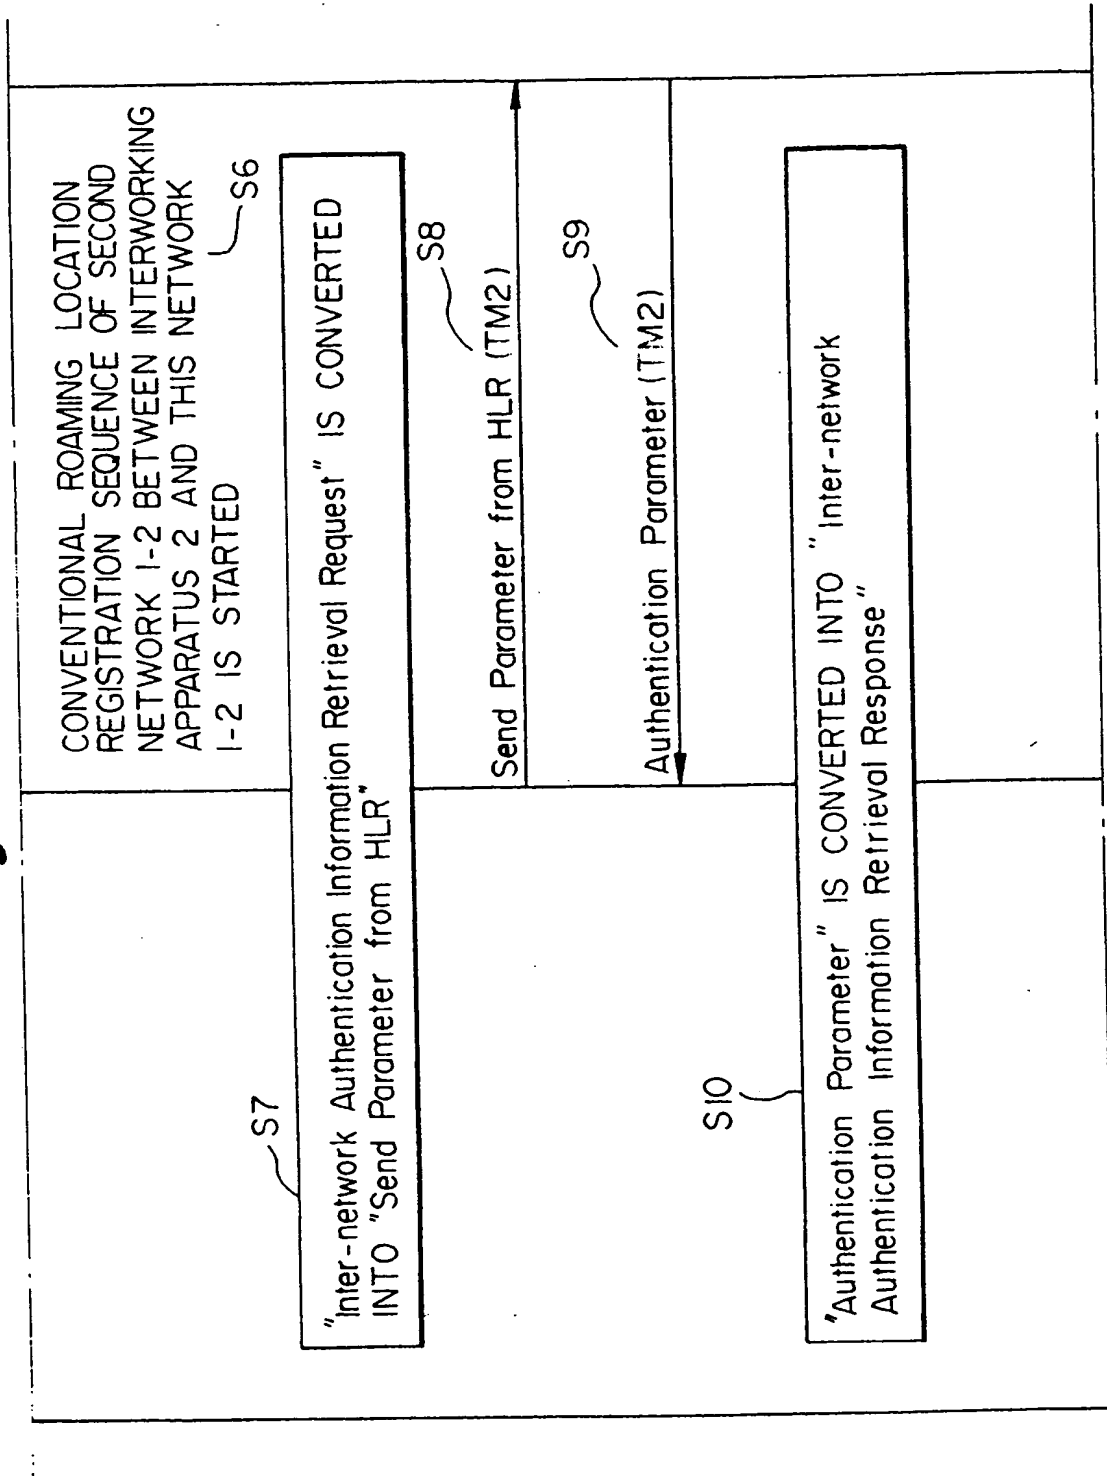 CONVENTIONAL ROAMING LOCATION
REGISTRATION SEQUENCE OF SECOND
NETWORK 1-2 BETWEEN INTERWORKING
APPARATUS 2 AND THIS NETWORK
1-2 IS STARTED
S6
S7
"Inter-network Authentication Information Retrieval Request" IS CONVERTED
INTO "Send Parameter from HLR"
S8
Send Parameter from HLR (TM2)
S9
Authentication Parameter (TM2)
S10
"Authentication Parameter" IS CONVERTED INTO "Inter-network
Authentication Information Retrieval Response"